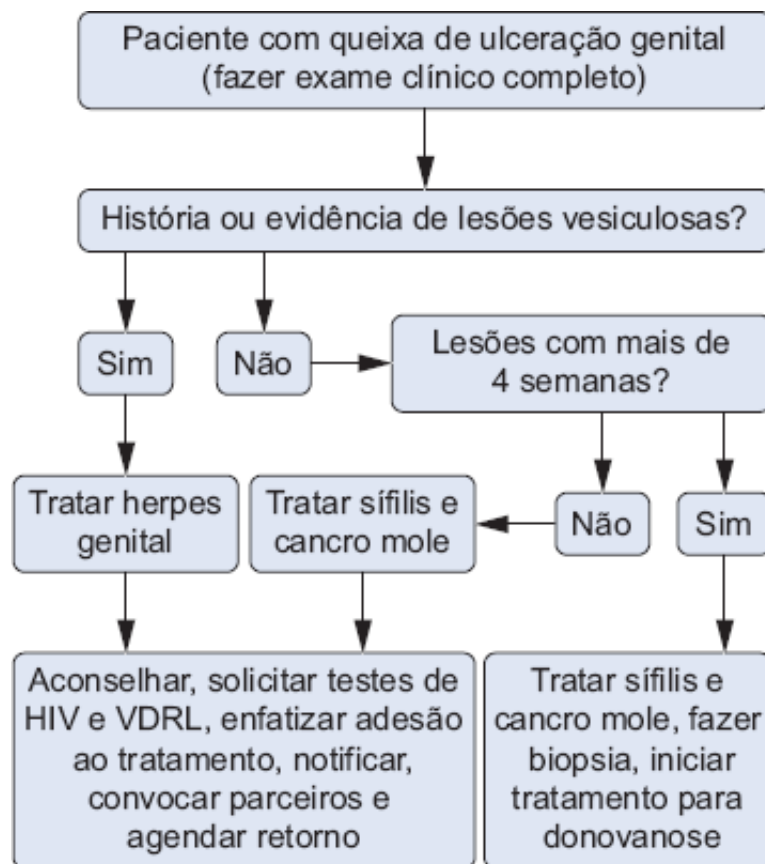 Paciente com queixa de ulceração genital
(fazer exame clínico completo)
História ou evidência de lesões vesiculosas?
Sim
Não
Lesões com mais de
4 semanas?
Tratar herpes
genital
Tratar sífilis e
cancro mole
Não
Sim
Aconselhar, solicitar testes de
HIV e VDRL, enfatizar adesão
ao tratamento, notificar,
convocar parceiros e
agendar retorno
Tratar sífilis e
cancro mole, fazer
biopsia, iniciar
tratamento para
donovanose